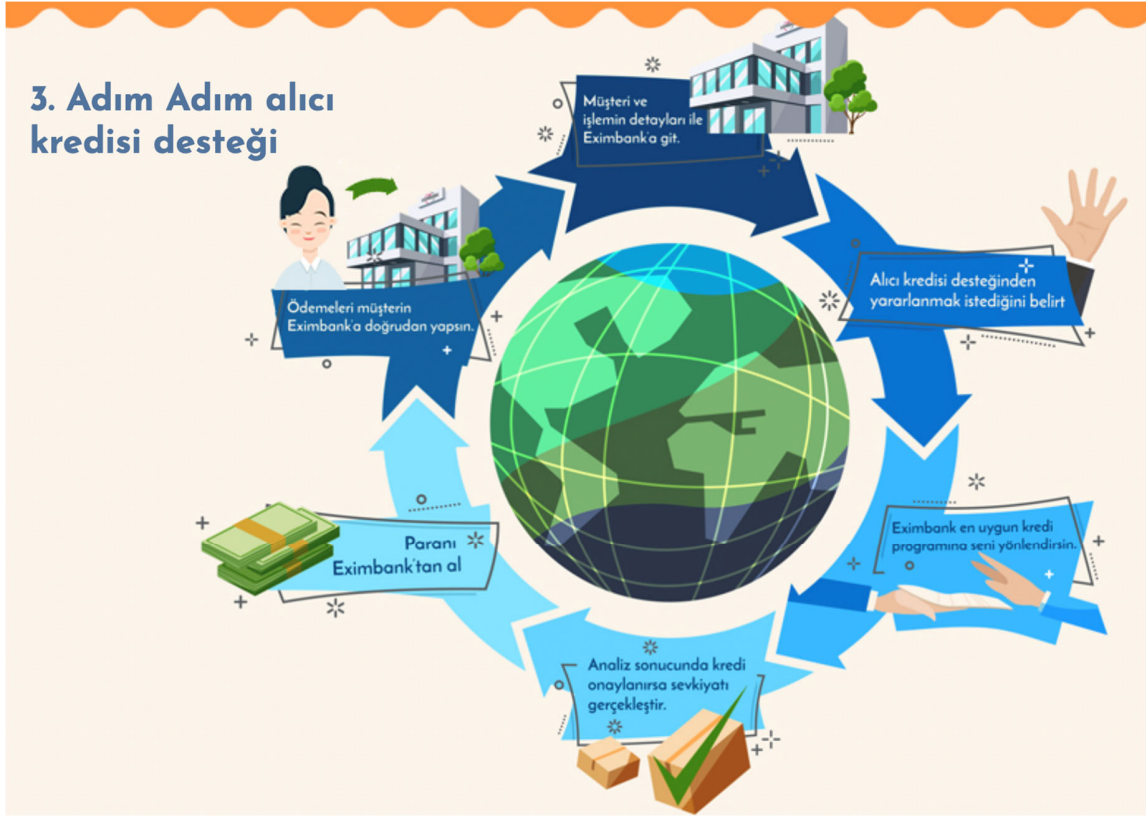 3. Adım Adım alıcı
kredisi desteği
Müşteri ve
işlemin detayları ile
Eximbank'a git.
Alıcı kredisi desteğinden
yararlanmak istediğini belirt
Eximbank en uygun kredi
programına seni yönlendirsin.
Analiz sonucunda kredi
onaylanırsa sevkiyatı
gerçekleştir.
Paranı
Eximbank'tan al
Ödemeleri müşterin
Eximbank'a doğrudan yapsın.